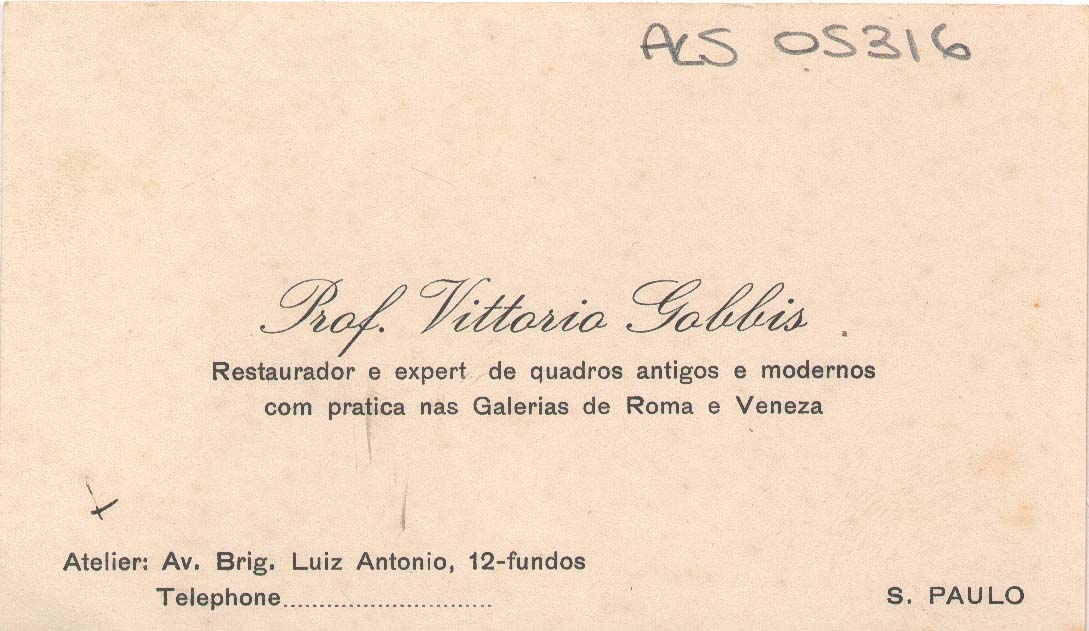 ALS 05316
Prof. Vittorio Gobbis
Restaurador e expert de quadros antigos e modernos
com pratica nas Galerias de Roma e Veneza
Atelier: Av. Brig. Luiz Antonio, 12-fundos
Telephone.............................
S. PAULO